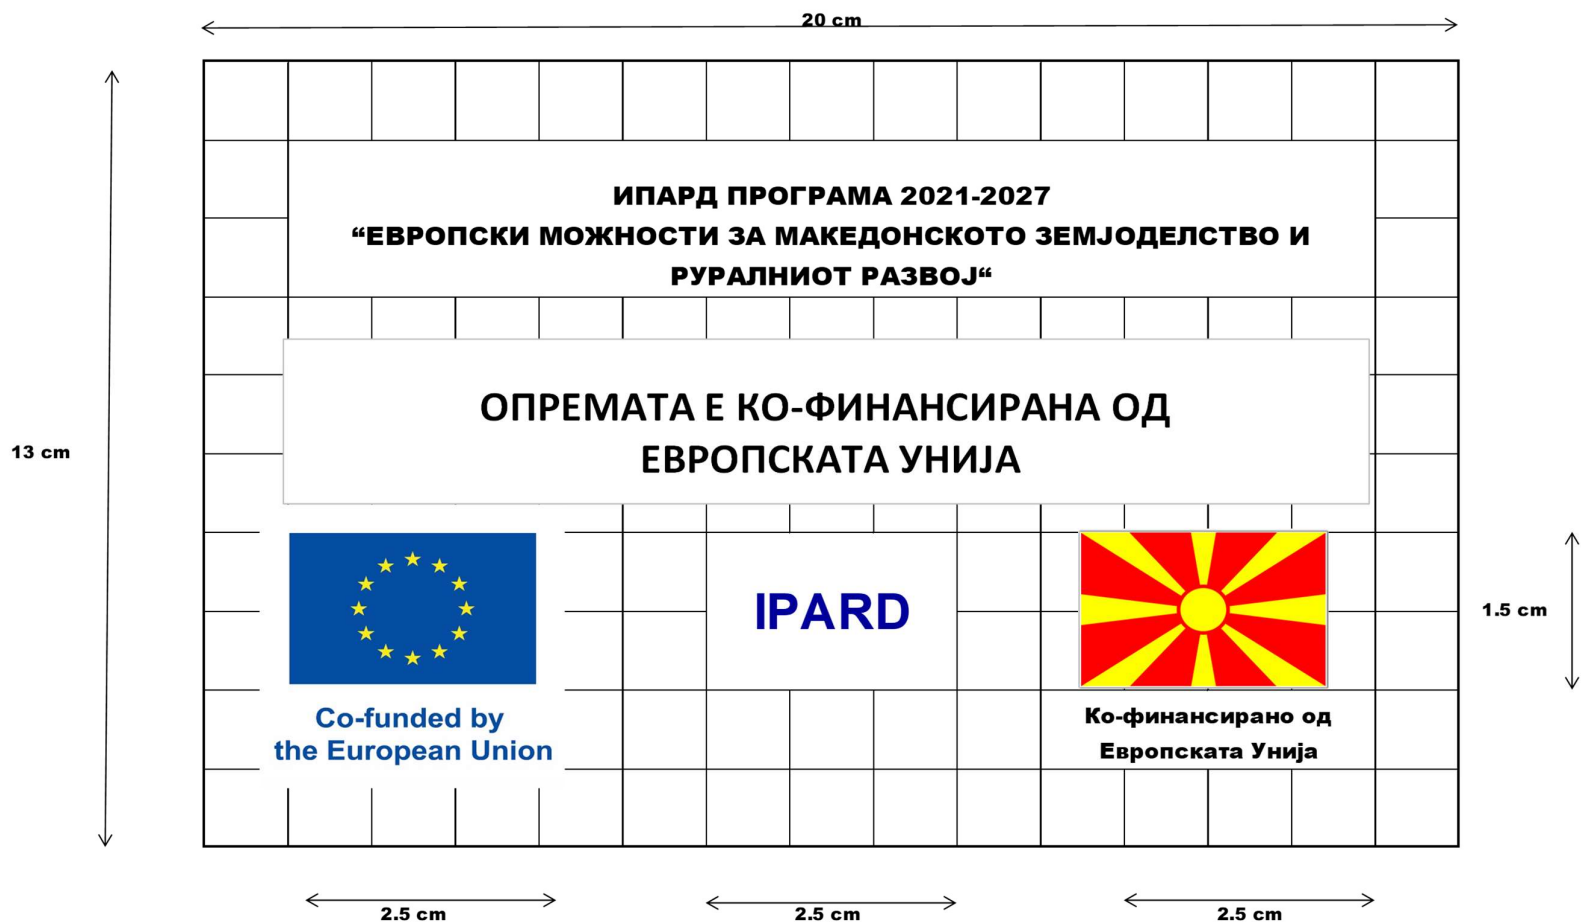 20 cm
ИПАРД ПРОГРАМА 2021-2027
“ЕВРОПСКИ МОЖНОСТИ ЗА МАКЕДОНСКОТО ЗЕМЈОДЕЛСТВО И
РУРАЛНИОТ РАЗВОЈ“
ОПРЕМАТА Е КО-ФИНАНСИРАНА ОД
ЕВРОПСКАТА УНИЈА
13 cm
IPARD
1.5 cm
Co-funded by
the European Union
Ко-финансирано од
Европската Унија
2.5 cm
2.5 cm
2.5 cm